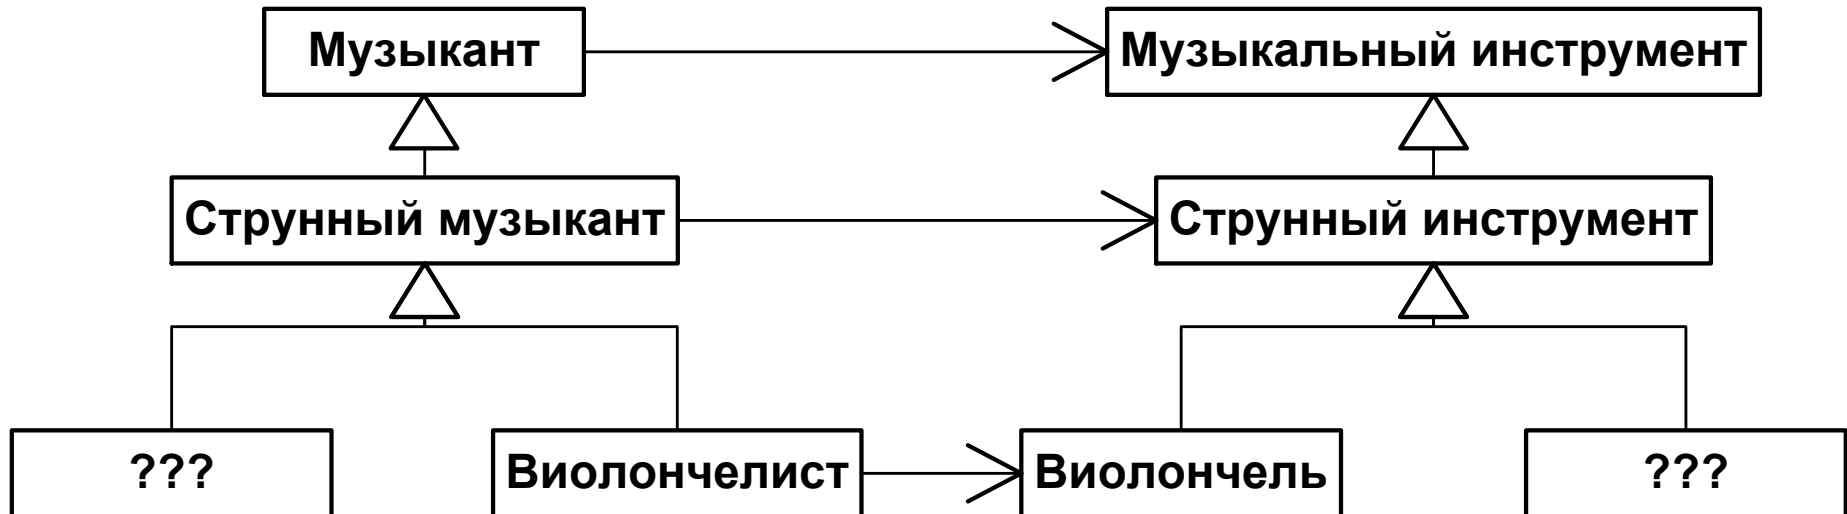 Музыкант
Музыкальный инструмент
Струнный музыкант
Струнный инструмент
???
Виолончелист
Виолончель
???